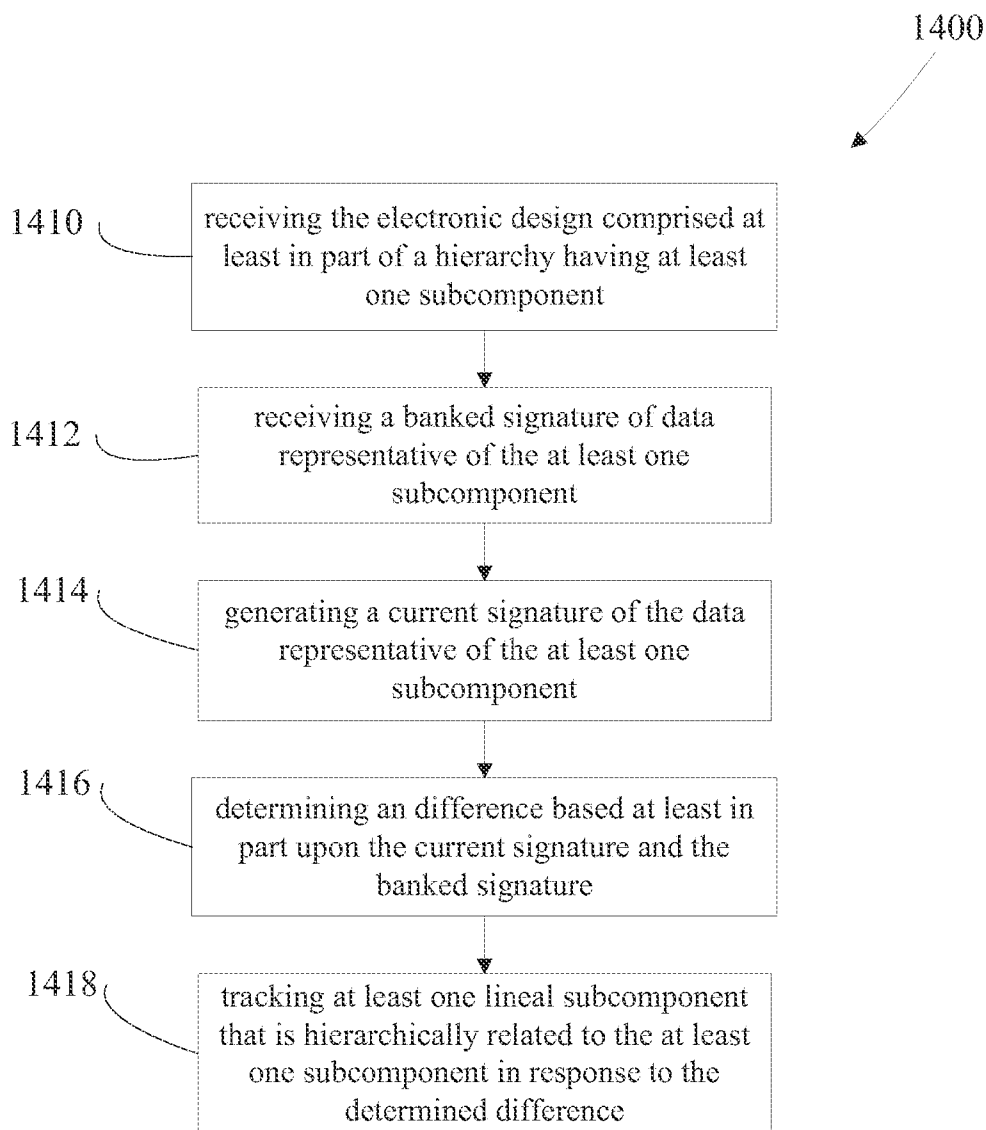 1400
1410
receiving the electronic design comprised at
least in part of a hierarchy having at least
one subcomponent
1412
receiving a banked signature of data
representative of the at least one
subcomponent
1414
generating a current signature of the data
representative of the at least one
subcomponent
1416
determining an difference based at least in
part upon the current signature and the
banked signature
1418
tracking at least one lineal subcomponent
that is hierarchically related to the at least
one subcomponent in response to the
determined difference